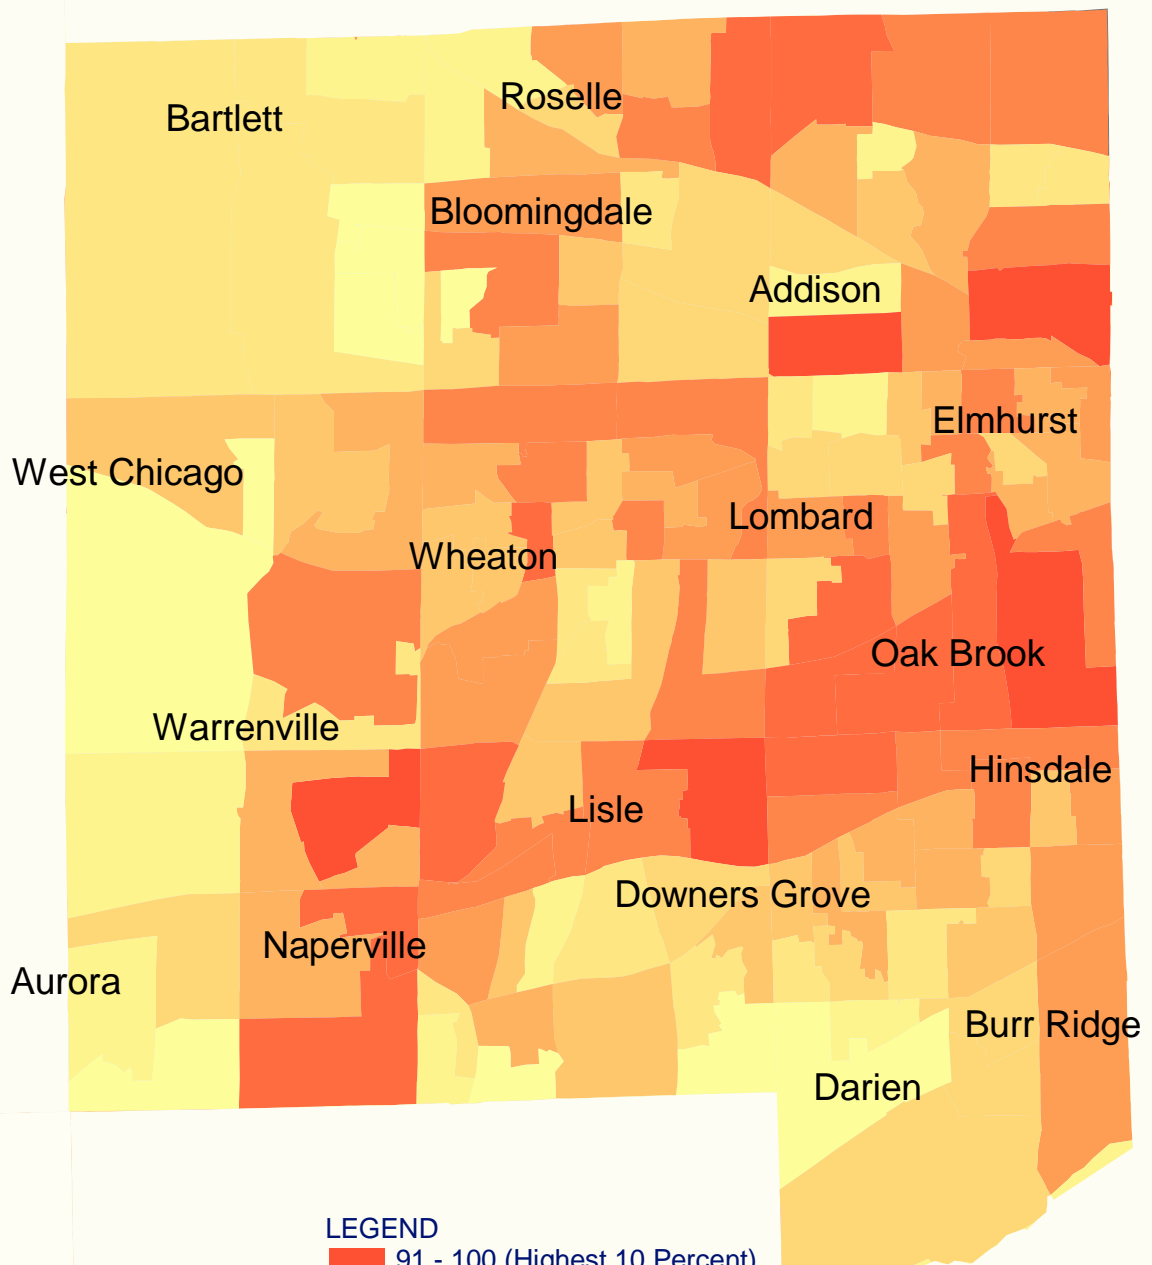 Roselle
Bartlett
Bloomingdale
Addison
Elmhurst
West Chicago
Lombard
Wheaton
Oak Brook
Warrenville
Hinsdale
Lisle
Downers Grove
Naperville
Aurora
Burr Ridge
Darien
LEGEND
91 - 100 (Highest 10 Percent)